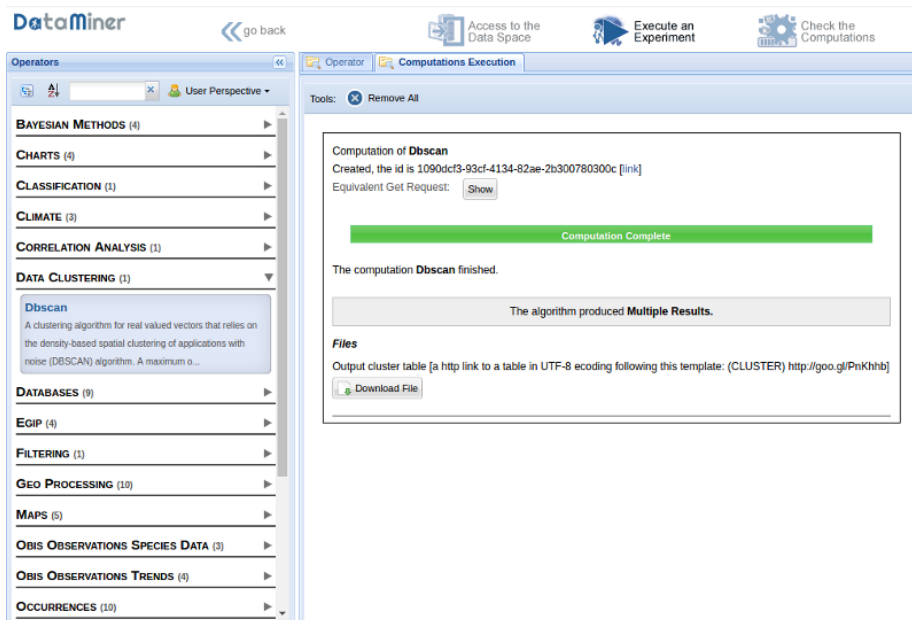 DataMiner
go back
Access to the
Data Space
Execute an
Experiment
Check the
Computations
Operators
User Perspective
BAYESIAN METHODS (4)
CHARTS (4)
CLASSIFICATION (1)
CLIMATE (3)
CORRELATION ANALYSIS (1)
DATA CLUSTERING (1)
Dbscan
A clustering algorithm for real valued vectors that relies on
the density-based spatial clustering of applications with
noise (DBSCAN) algorithm. A maximum o...
DATABASES (9)
EGIP (4)
FILTERING (1)
GEO PROCESSING (10)
MAPS (5)
OBIS OBSERVATIONS SPECIES DATA (3)
OBIS OBSERVATIONS TRENDS (4)
OCCURRENCES (10)
Operator
Computations Execution
Tools: Remove All
Computation of Dbscan
Created, the id is 1090dcf3-93cf-4134-82ae-2b300780300c [link]
Equivalent Get Request: Show
Computation Complete
The computation Dbscan finished.
The algorithm produced Multiple Results.
Files
Output cluster table [a http link to a table in UTF-8 ecoding following this template: (CLUSTER) http://goo.gl/PnKhhb]
Download File